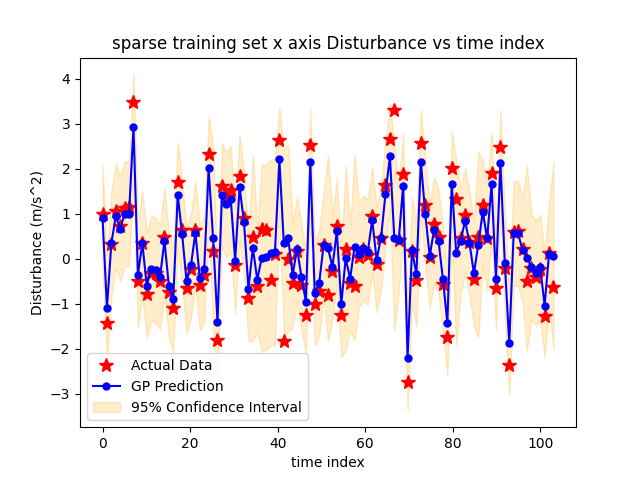 sparse training set x axis Disturbance vs time index
Disturbance (m/s^2)
4
3
2
1
0
−1
−2
−3
Actual Data
GP Prediction
95% Confidence Interval
0 20 40 60 80 100
time index